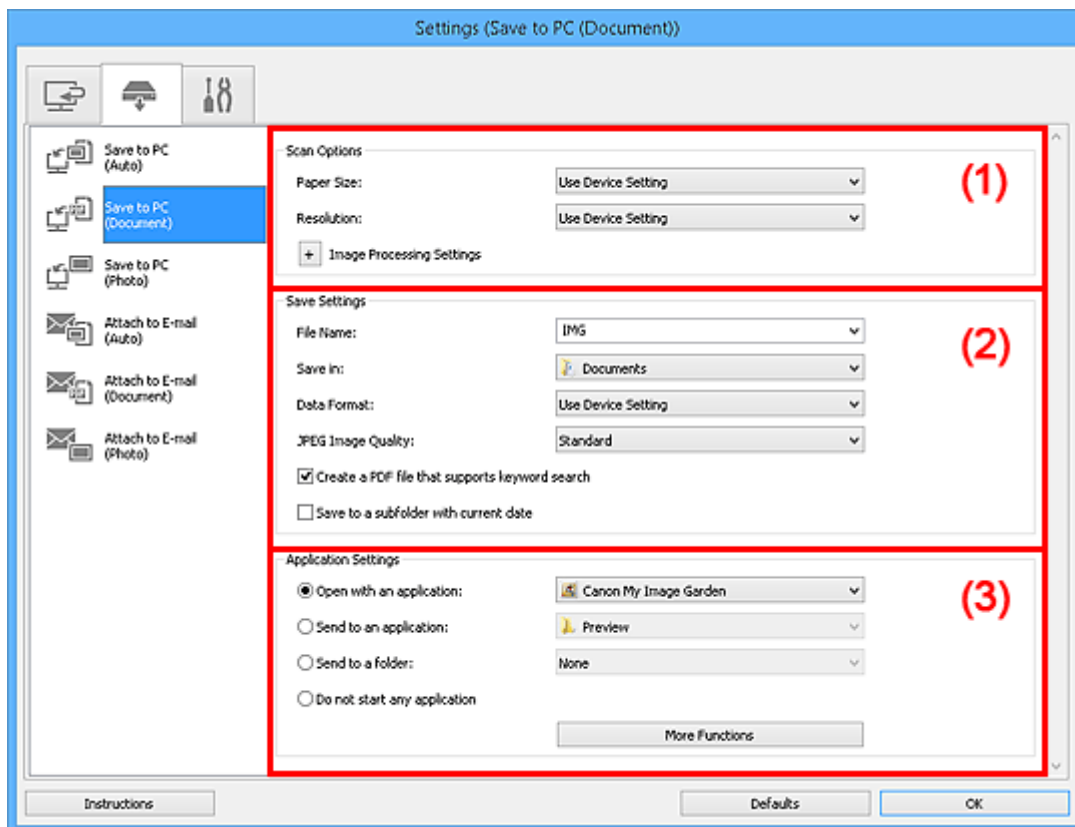 Settings (Save to PC (Document))
Save to PC
(Auto)
Save to PC
(Document)
Save to PC
(Photo)
Attach to E-mail
(Auto)
Attach to E-mail
(Document)
Attach to E-mail
(Photo)
Scan Options
(1)
Paper Size: Use Device Setting
Resolution: Use Device Setting
+ Image Processing Settings
Save Settings
(2)
File Name: IMG
Save in: Documents
Data Format: Use Device Setting
JPEG Image Quality: Standard
Create a PDF file that supports keyword search
Save to a subfolder with current date
Application Settings
(3)
Open with an application: Canon My Image Garden
Send to an application: Preview
Send to a folder: None
Do not start any application
More Functions
Instructions Defaults OK